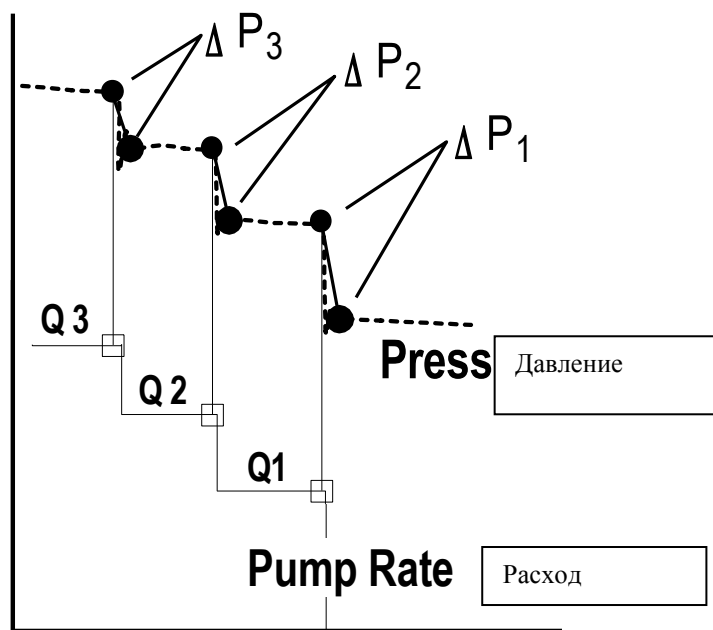 Δ P3
Δ P2
Δ P1
Q 3
Press
Давление
Q 2
Q1
Pump Rate
Расход